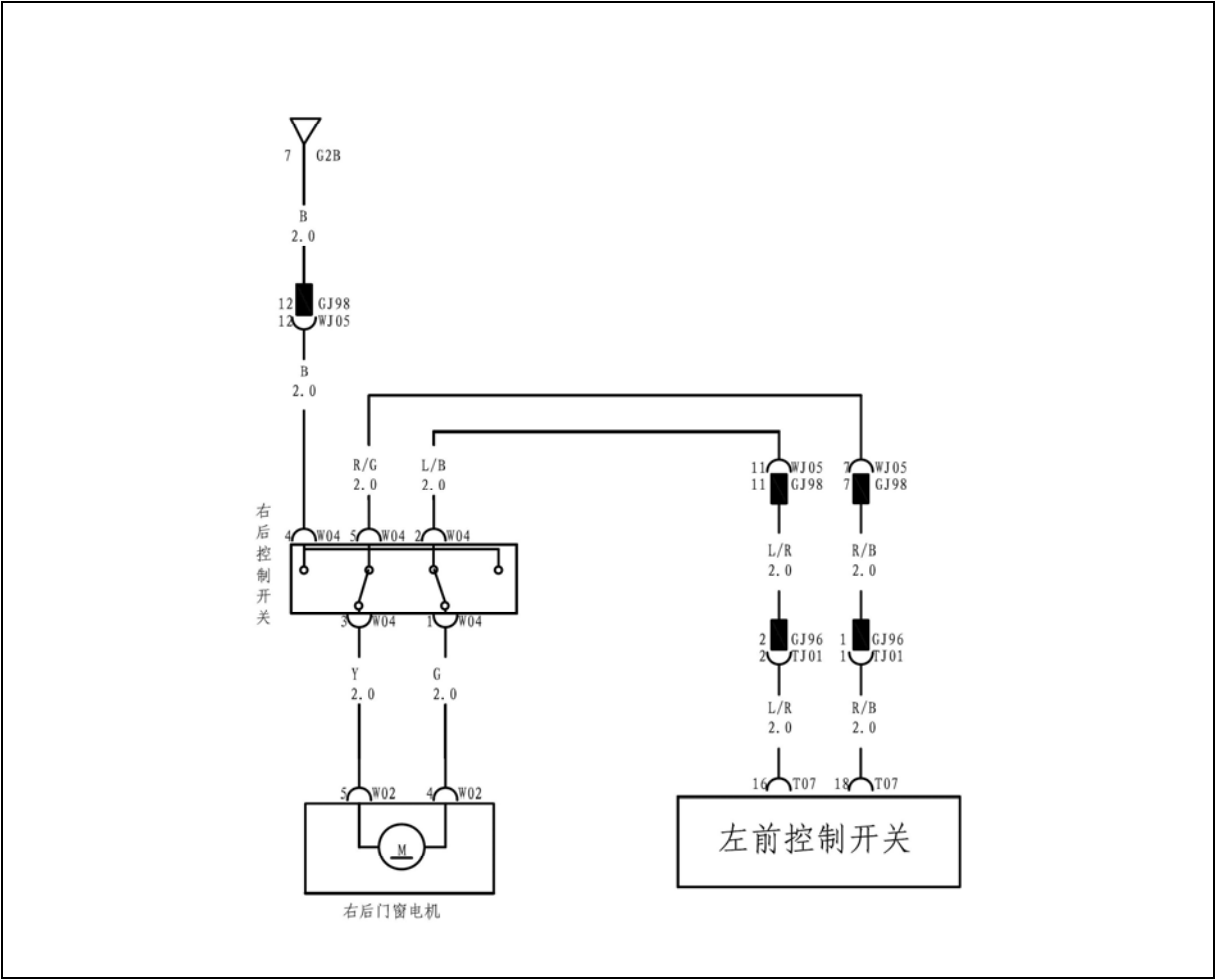 7 G2B
B
2.0
12 GJ98
12 WJ05
B
2.0
R/G
2.0
L/B
2.0
11 WJ05
11 GJ98
7 WJ05
7 GJ98
右后控制开关
4 W04
5 W04
2 W04
L/R
2.0
R/B
2.0
3 W04
1 W04
2 GJ96
2 TJ01
1 GJ96
1 TJ01
Y
2.0
G
2.0
L/R
2.0
R/B
2.0
5 W02
4 W02
16 T07
18 T07
M
左前控制开关
右后门窗电机